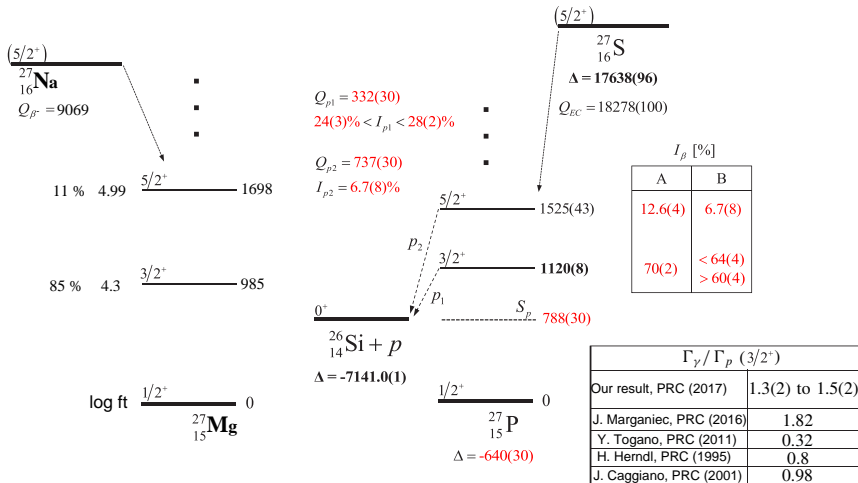 (5/2⁺)
²⁷₁₆Na
Q_β⁻ = 9069
11 % 4.99 5/2⁺ 1698
85 % 4.3 3/2⁺ 985
log ft 1/2⁺ 0
²⁷₁₅Mg
Q_p1 = 332(30)
24(3)% < I_p1 < 28(2)%
Q_p2 = 737(30)
I_p2 = 6.7(8)%
0⁺
²⁶₁₄Si + p
Δ = -7141.0(1)
(5/2⁺)
²⁷₁₆S
Δ = 17638(96)
Q_EC = 18278(100)
5/2⁺ 1525(43)
p₂
3/2⁺ 1120(8)
p₁
S_p 788(30)
1/2⁺ 0
²⁷₁₅P
Δ = -640(30)
I_β [%]
A B
12.6(4) 6.7(8)
70(2) < 64(4)
> 60(4)
Γ_γ / Γ_p (3/2⁺)
Our result, PRC (2017) 1.3(2) to 1.5(2)
J. Marganiec, PRC (2016) 1.82
Y. Togano, PRC (2011) 0.32
H. Herndl, PRC (1995) 0.8
J. Caggiano, PRC (2001) 0.98